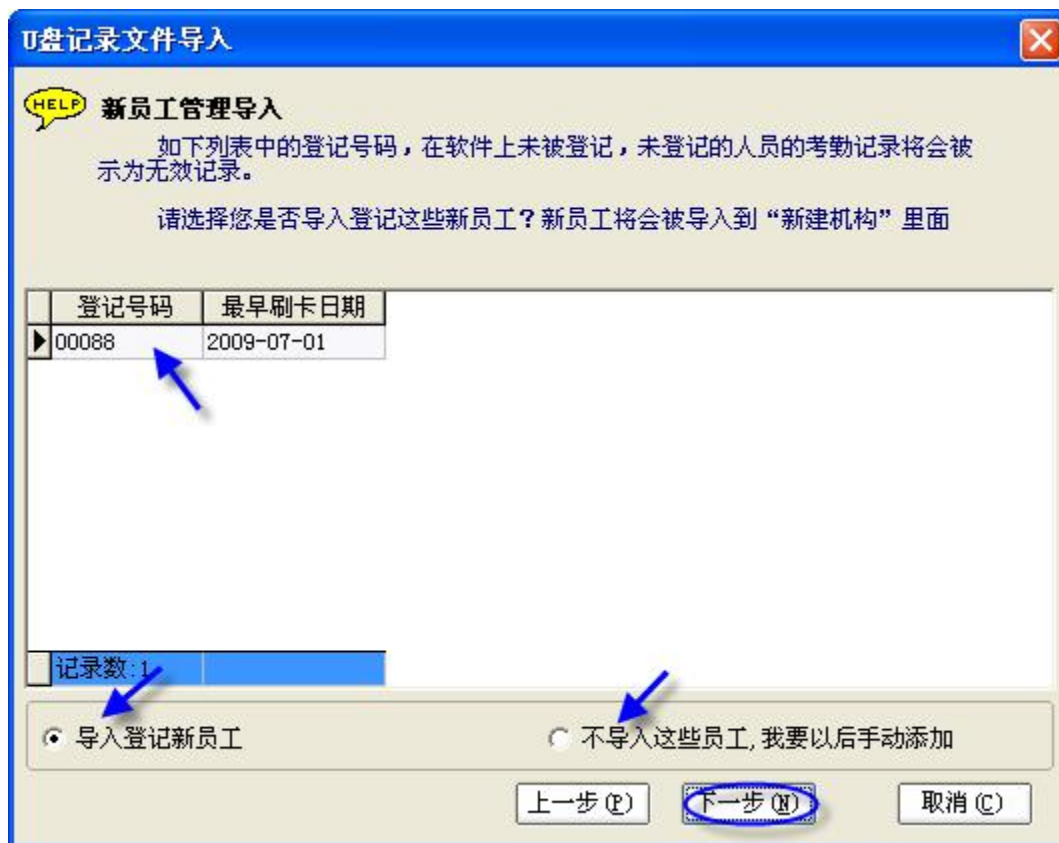 U盘记录文件导入
HELP 新员工管理导入
如下列表中的登记号码，在软件上未被登记，未登记的人员的考勤记录将会被
示为无效记录。
请选择您是否导入登记这些新员工？新员工将会被导入到“新建机构”里面
登记号码 最早刷卡日期
00088 2009-07-01
记录数:1
导入登记新员工 不导入这些员工,我要以后手动添加
上一步(P) 下一步(N) 取消(C)